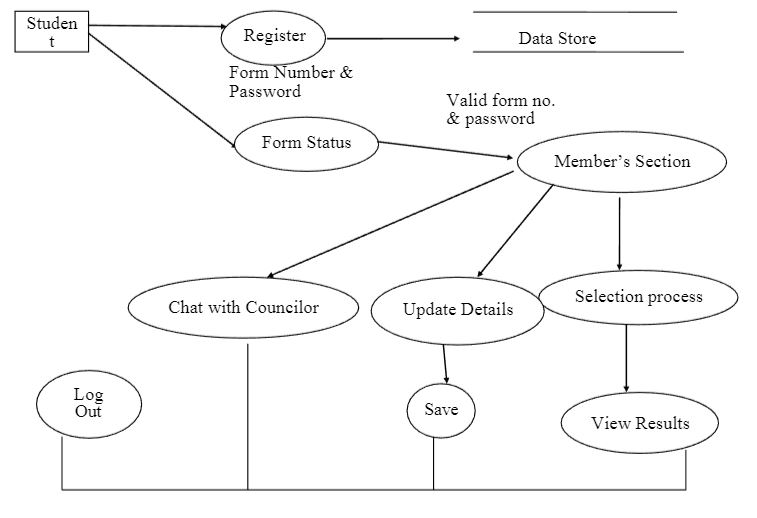 Studen
t
Register
Data Store
Form Number &
Password
Valid form no.
& password
Form Status
Member's Section
Chat with Councilor
Update Details
Selection process
Log
Out
Save
View Results